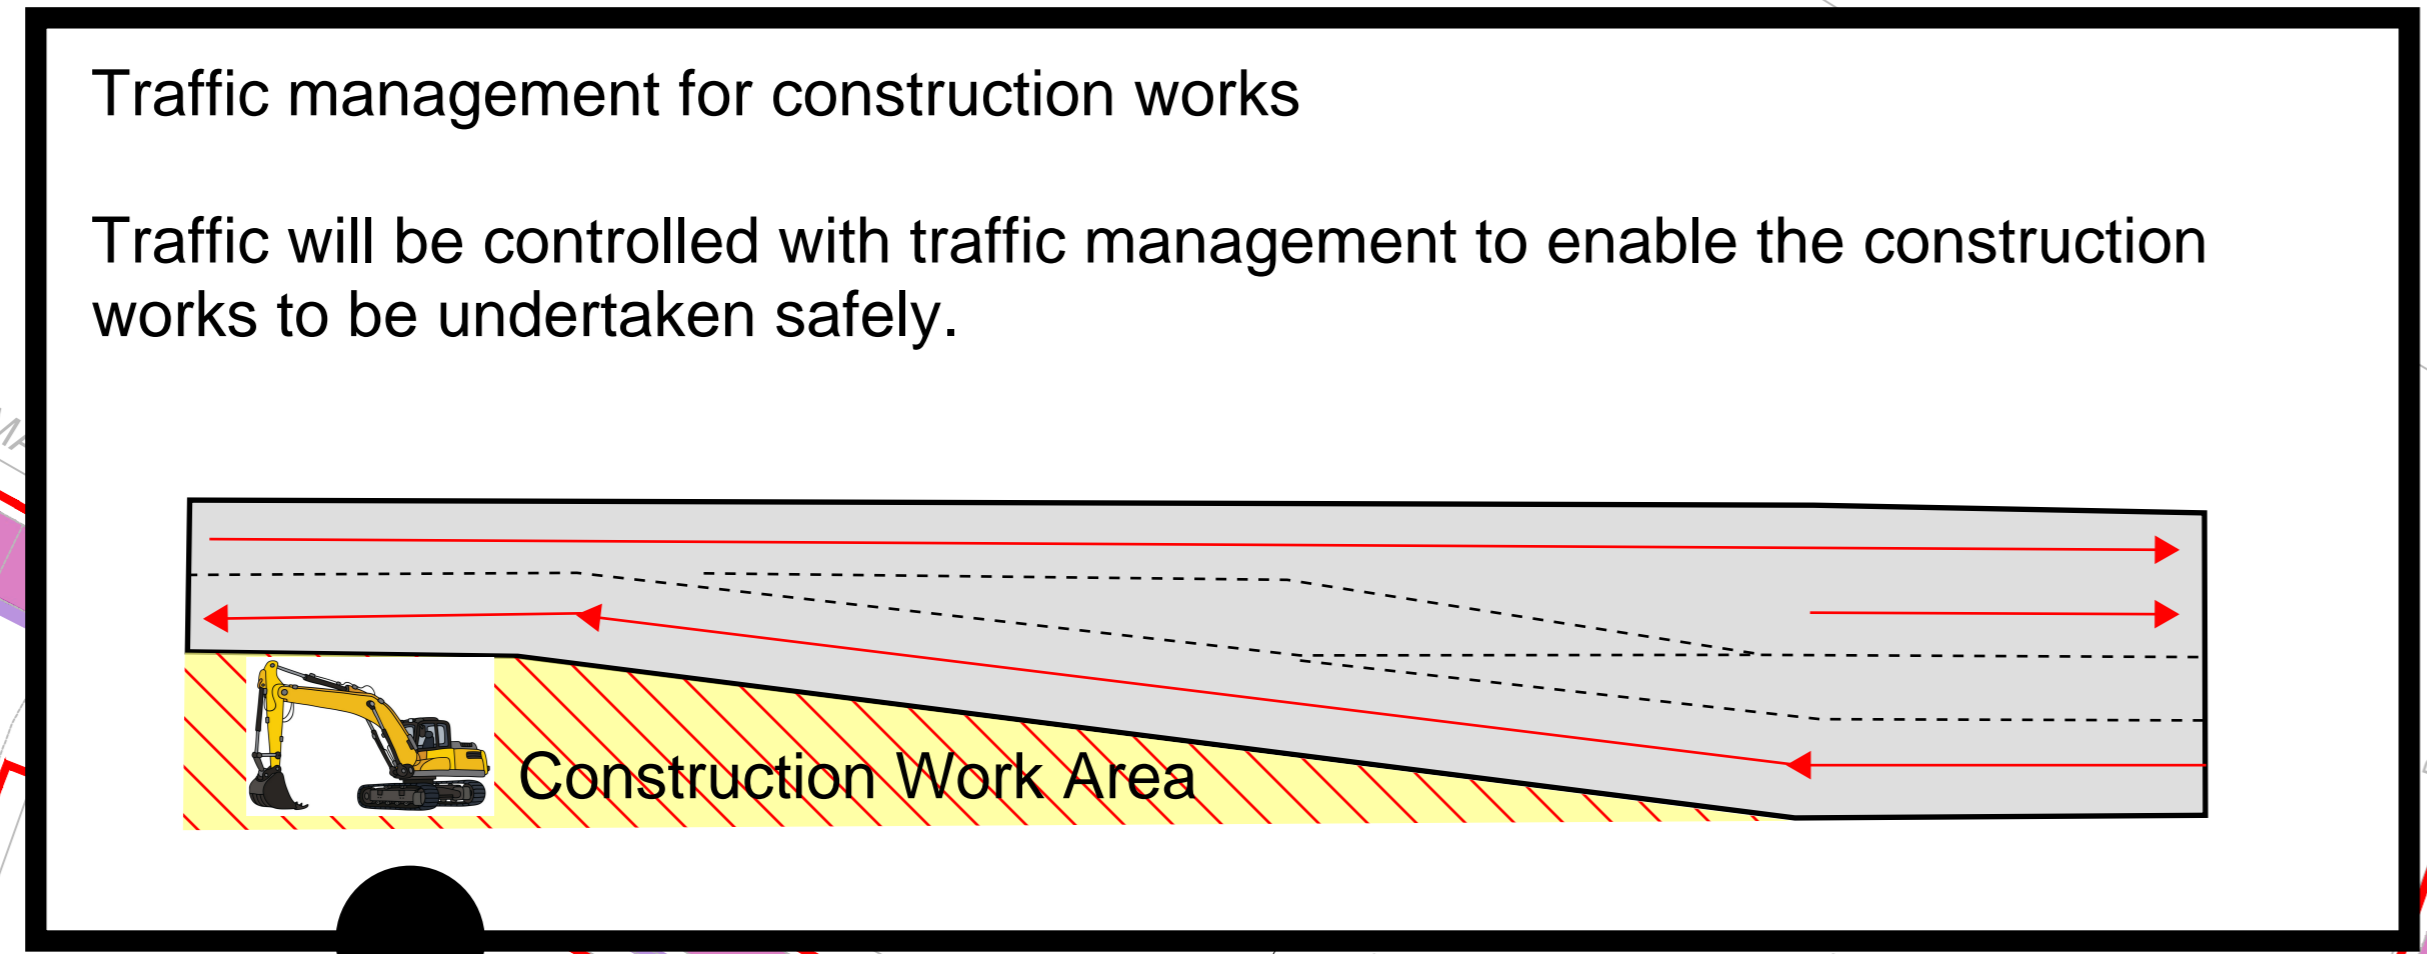 Traffic management for construction works
Traffic will be controlled with traffic management to enable the construction
works to be undertaken safely.
Construction Work Area